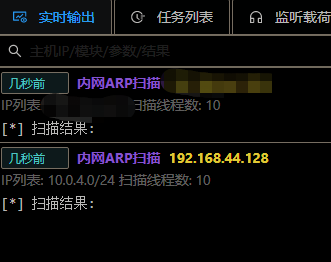 实时输出 任务列表 监听载荷
主机IP/模块/参数/结果
几秒前 内网ARP扫描
IP列表: 扫描线程数: 10
[*] 扫描结果:
几秒前 内网ARP扫描 192.168.44.128
IP列表: 10.0.4.0/24 扫描线程数: 10
[*] 扫描结果: